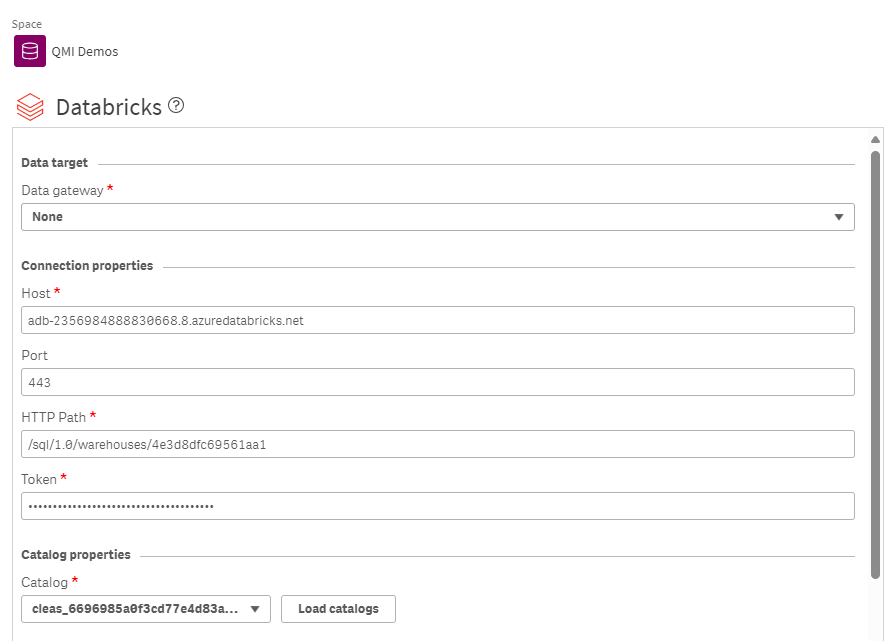 Space
QMI Demos
Databricks ?
Data target
Data gateway *
None
Connection properties
Host *
adb-2356984888830668.8.azuredatabricks.net
Port
443
HTTP Path *
/sql/1.0/warehouses/4e3d8dfc69561aa1
Token *
••••••••••••••••••••••••••••••••••••••
Catalog properties
Catalog *
cleas_6696985a0f3cd77e4d83a... Load catalogs